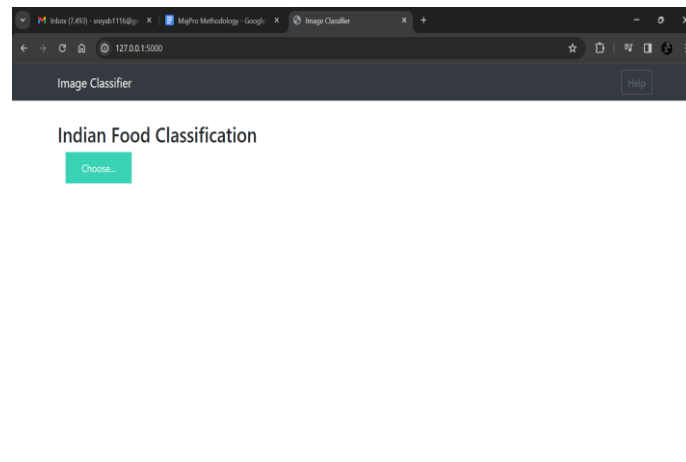 Inbox (7,493) - sreyab1116@g
MajPro Methodology - Google
Image Classifier
127.0.0.1:5000
Image Classifier
Help
Indian Food Classification
Choose...